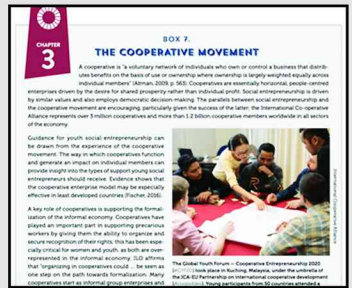 CHAPTER
3
BOX 7.
THE COOPERATIVE MOVEMENT
A cooperative is "a voluntary network of individuals who own or control a business that distrib-
utes benefits on the basis of use or ownership where ownership is largely weighted equally across
individual members" (Altman, 2009, p. 563). Cooperatives are essentially horizontal, people-centred
enterprises driven by the desire for shared prosperity rather than individual profit. Social entrepreneurship is driven
by similar values and also employs democratic decision-making. The parallels between social entrepreneurship and
the cooperative movement are encouraging, particularly given the success of the latter; the International Co-operative
Alliance represents over 3 million cooperatives and more than 1.2 billion cooperative members worldwide in all sectors
of the economy.
Guidance for youth social entrepreneurship can
be drawn from the experience of the cooperative
movement. The way in which cooperatives function
and generate an impact on individual members can
provide insight into the types of support young social
entrepreneurs should receive. Evidence shows that
the cooperative enterprise model may be especially
effective in least developed countries (Fischer, 2016).
A key role of cooperatives is supporting the formal-
ization of the informal economy. Cooperatives have
played an important part in supporting precarious
workers by giving them the ability to organize and
secure recognition of their rights; this has been espe-
cially critical for women and youth, as both are over-
represented in the informal economy. ILO affirms
that "organizing in cooperatives could ... be seen as
one step on the path towards formalization. Many
cooperatives start as informal group enterprises and
The Global Youth Forum — Cooperative Entrepreneurship 2020
took place in Kuching, Malaysia, under the umbrella of
the ICA-EU Partnership on international cooperative development
Young participants from 50 countries attended a